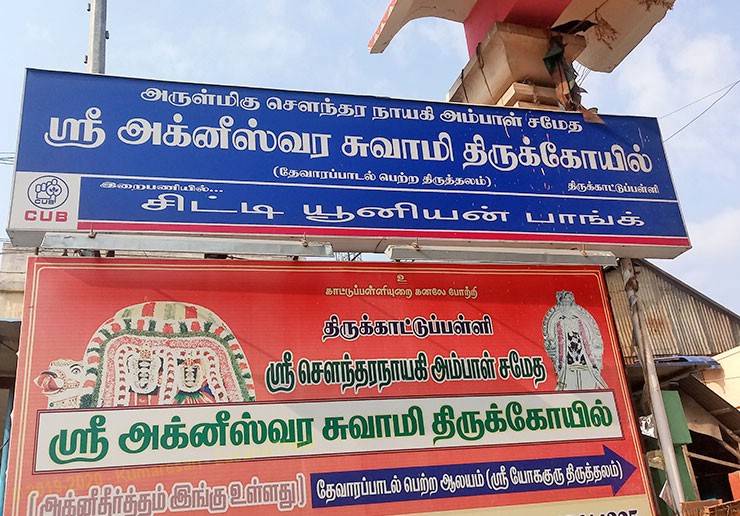 அருள்மிகு சௌந்தர நாயகி அம்பாள் சமேத
ஸ்ரீ அக்னீஸ்வர சுவாமி திருக்கோயில்
(தேவாரப்பாடல் பெற்ற திருத்தலம்) திருக்காட்டுப்பள்ளி
CUB இறைபணியில்...
CUB சிட்டி யூனியன் பாங்க்
உ
காட்டுப்பள்ளியுறை கனலே போற்றி
திருக்காட்டுப்பள்ளி
ஸ்ரீ சௌந்தரநாயகி அம்பாள் சமேத
ஸ்ரீ அக்னீஸ்வர சுவாமி திருக்கோயில்
(அக்னீதீர்த்தம் இங்கு உள்ளது) தேவாரப்பாடல் பெற்ற ஆலயம் (ஸ்ரீ யோககுரு திருத்தலம்)